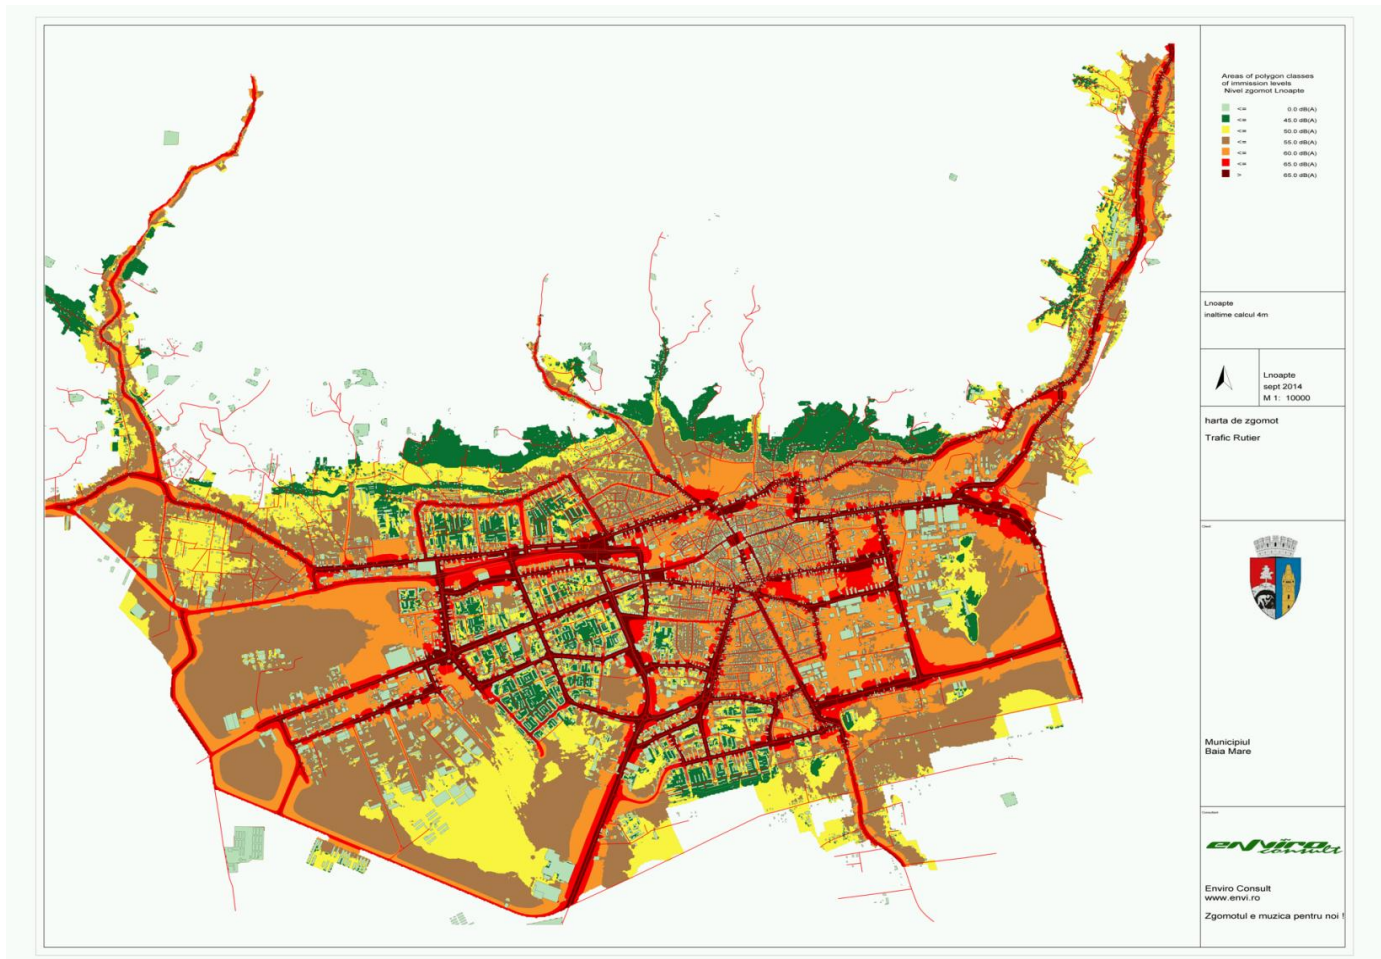 Areas of polygon classes
of immission levels
Nivel zgomot Lnoapte
<= 0.0 dB(A)
<= 45.0 dB(A)
<= 50.0 dB(A)
<= 55.0 dB(A)
<= 60.0 dB(A)
<= 65.0 dB(A)
> 65.0 dB(A)
Lnoapte
inaltime calcul 4m
Lnoapte
sept 2014
M 1: 10000
harta de zgomot
Trafic Rutier
Municipiul
Baia Mare
enviro
consult
Enviro Consult
www.envi.ro
Zgomotul e muzica pentru noi !